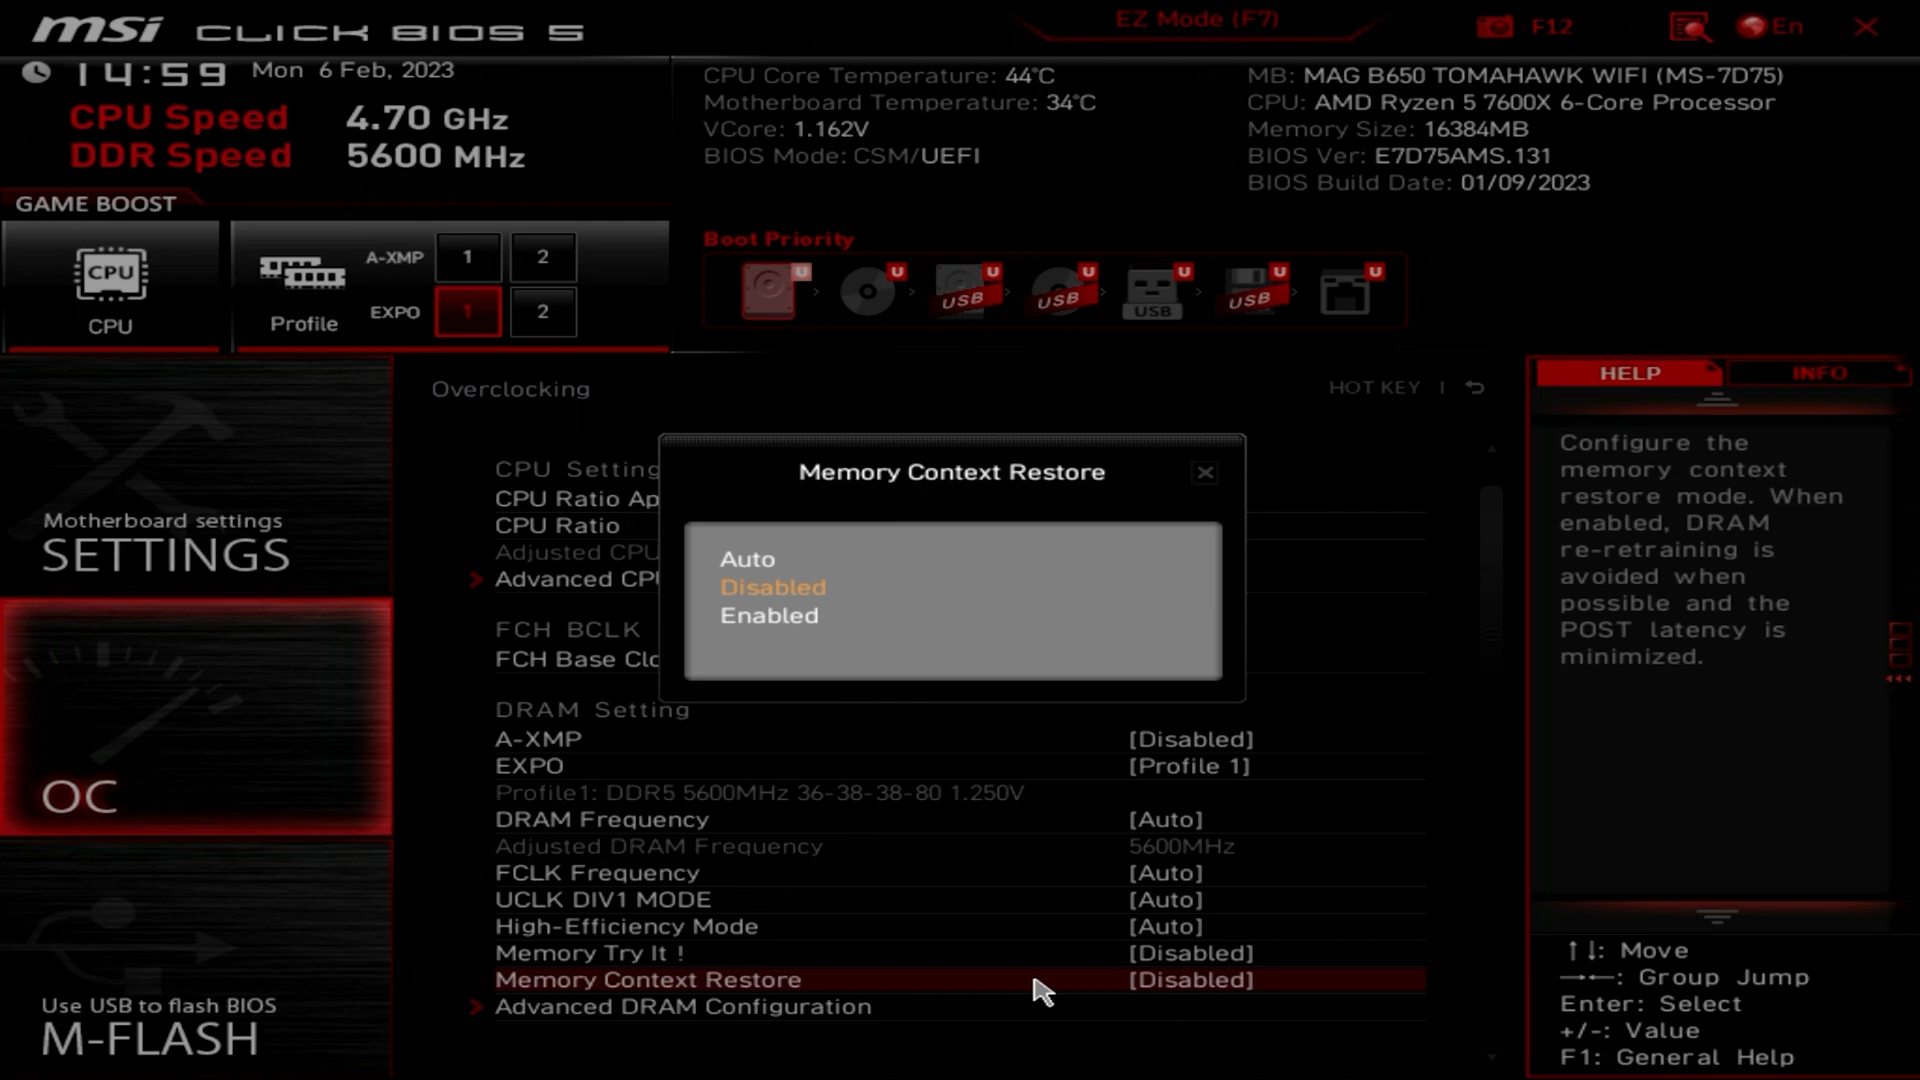 msi CLICK BIOS 5
EZ Mode (F7)
F12
En
14:59 Mon 6 Feb, 2023
CPU Speed 4.70 GHz
DDR Speed 5600 MHz
CPU Core Temperature: 44°C
Motherboard Temperature: 34°C
VCore: 1.162V
BIOS Mode: CSM/UEFI
MB: MAG B650 TOMAHAWK WIFI (MS-7D75)
CPU: AMD Ryzen 5 7600X 6-Core Processor
Memory Size: 16384MB
BIOS Ver: E7D75AMS.131
BIOS Build Date: 01/09/2023
GAME BOOST
CPU
CPU
Profile
A-XMP 1 2
EXPO 1 2
Boot Priority
U U U U U U U
USB USB USB USB
Motherboard settings
SETTINGS
OC
Use USB to flash BIOS
M-FLASH
Overclocking
HOT KEY |
CPU Setting
CPU Ratio Ap
CPU Ratio
Adjusted CPU
Advanced CPU
FCH BCLK
FCH Base Clo
Memory Context Restore
Auto
Disabled
Enabled
DRAM Setting
A-XMP [Disabled]
EXPO [Profile 1]
Profile1: DDR5 5600MHz 36-38-38-80 1.250V
DRAM Frequency [Auto]
Adjusted DRAM Frequency 5600MHz
FCLK Frequency [Auto]
UCLK DIV1 MODE [Auto]
High-Efficiency Mode [Auto]
Memory Try It ! [Disabled]
Memory Context Restore [Disabled]
Advanced DRAM Configuration
HELP
INFO
Configure the
memory context
restore mode. When
enabled, DRAM
re-retraining is
avoided when
possible and the
POST latency is
minimized.
↑↓: Move
→←: Group Jump
Enter: Select
+/-: Value
F1: General Help